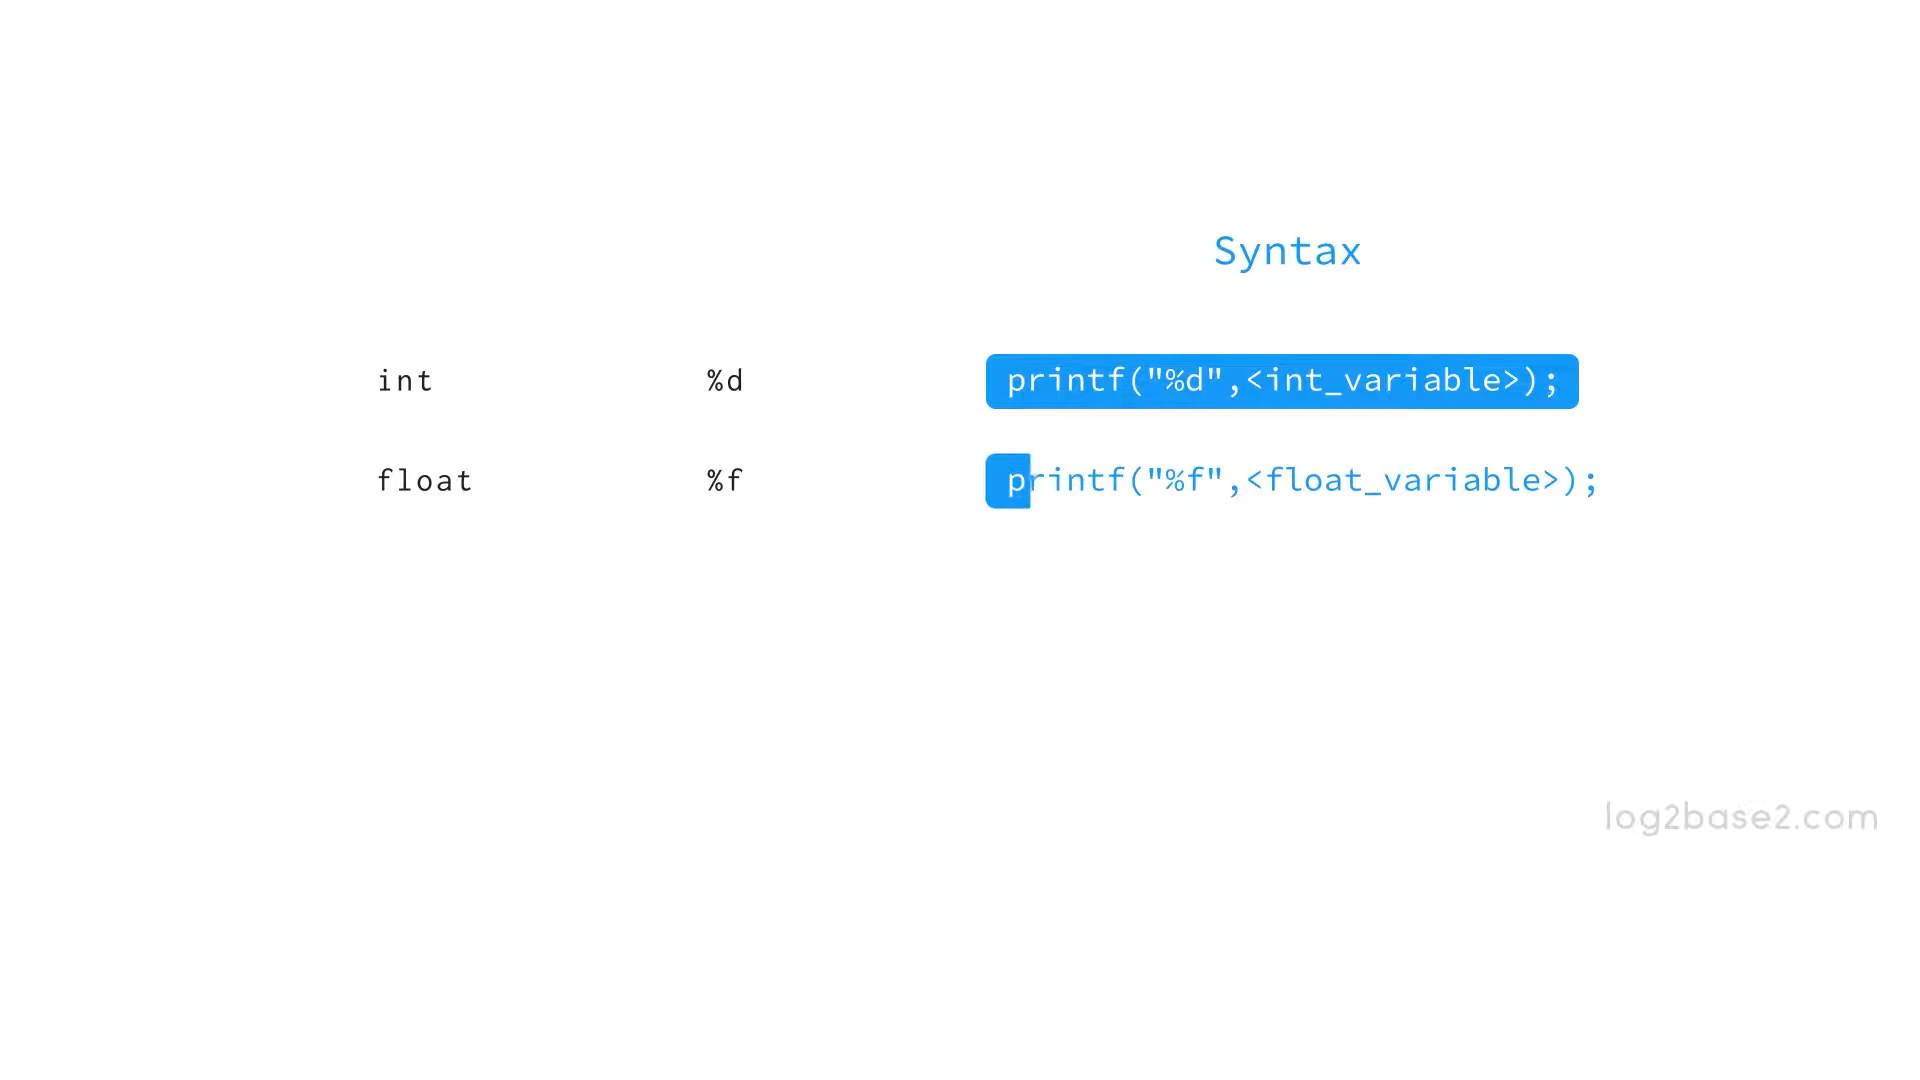 Syntax
int %d printf("%d",<int_variable>);
float %f printf("%f",<float_variable>);
log2base2.com